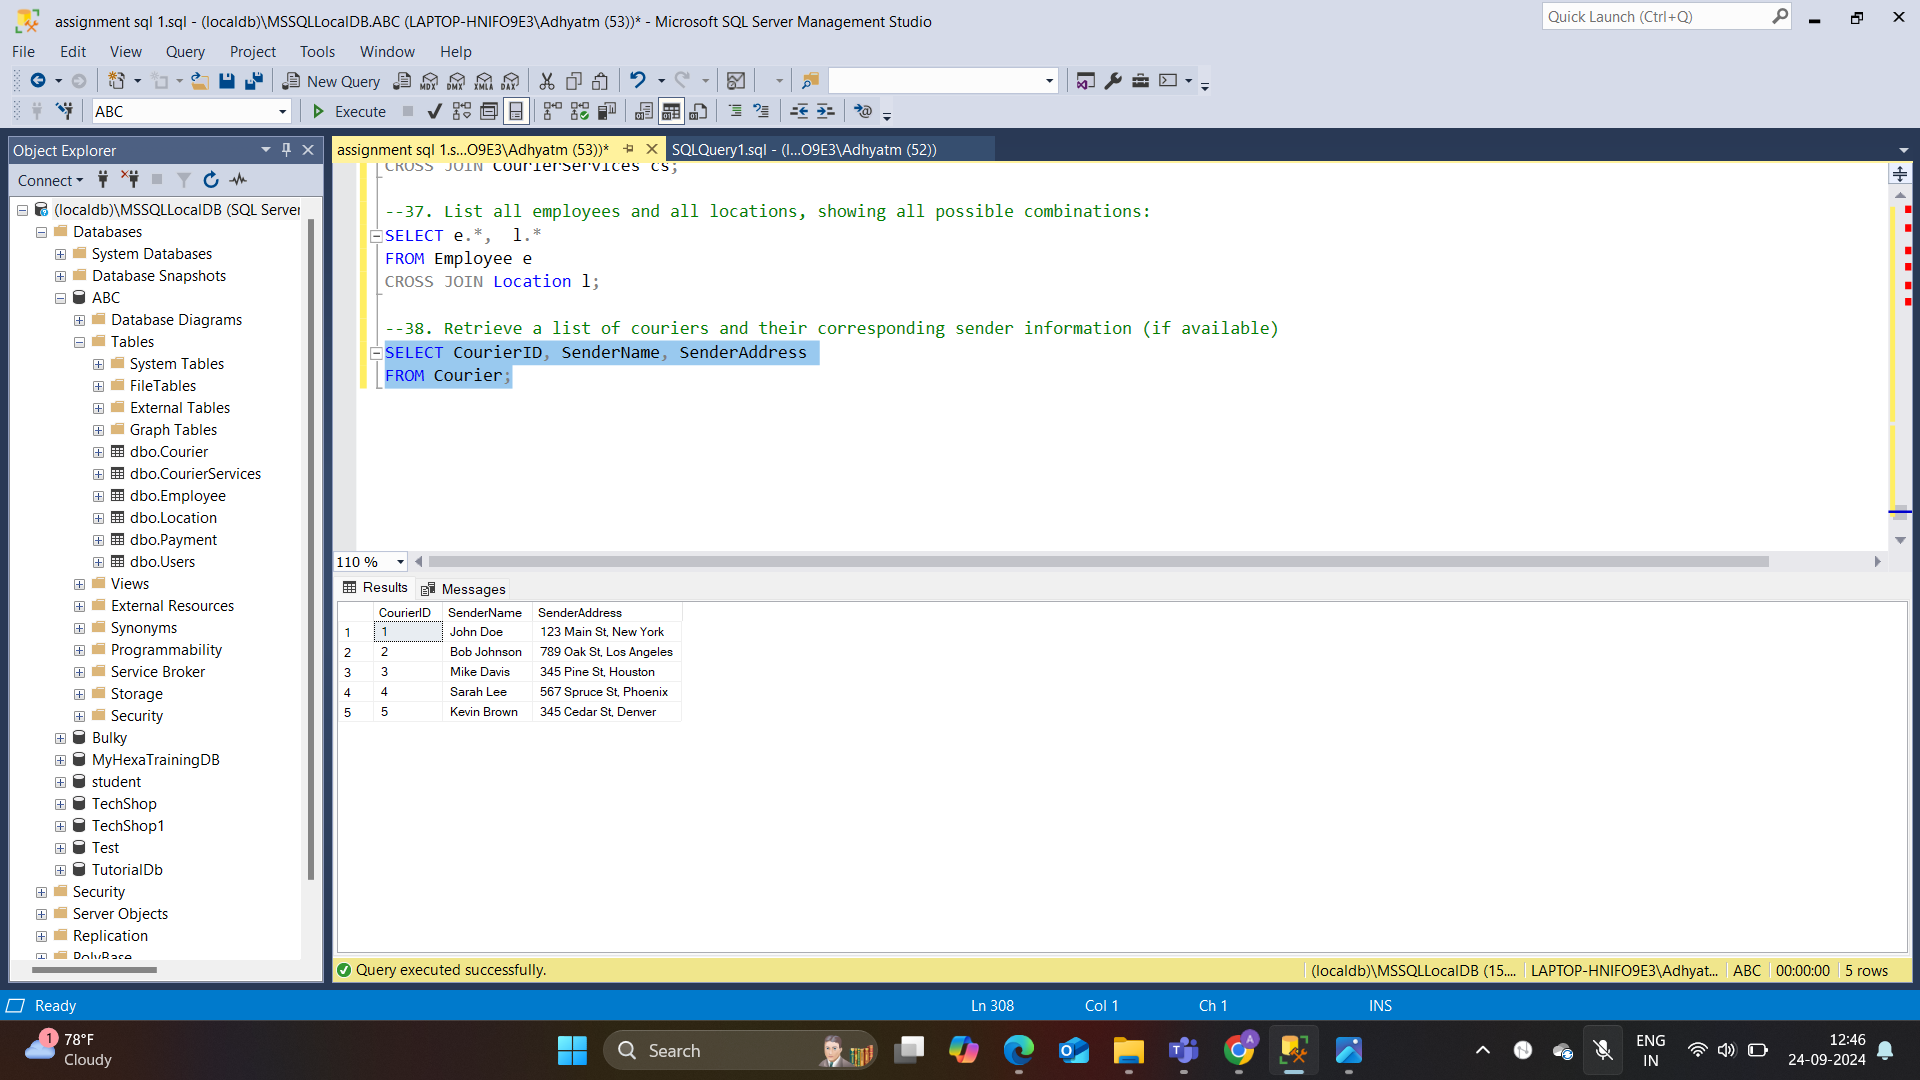 assignment sql 1.sql - (localdb)\MSSQLLocalDB.ABC (LAPTOP-HNIFO9E3\Adhyatm (53))* - Microsoft SQL Server Management Studio
Quick Launch (Ctrl+Q)
File Edit View Query Project Tools Window Help
New Query MDX DMX XMLA DAX
ABC Execute
Object Explorer
assignment sql 1.s...O9E3\Adhyatm (53))* SQLQuery1.sql - (l...O9E3\Adhyatm (52))
Connect
(localdb)\MSSQLLocalDB (SQL Server
Databases
System Databases
Database Snapshots
ABC
Database Diagrams
Tables
System Tables
FileTables
External Tables
Graph Tables
dbo.Courier
dbo.CourierServices
dbo.Employee
dbo.Location
dbo.Payment
dbo.Users
Views
External Resources
Synonyms
Programmability
Service Broker
Storage
Security
Bulky
MyHexaTrainingDB
student
TechShop
TechShop1
Test
TutorialDb
Security
Server Objects
Replication
PolyBase
CROSS JOIN CourierServices cs;
--37. List all employees and all locations, showing all possible combinations:
SELECT e.*,  l.*
FROM Employee e
CROSS JOIN Location l;
--38. Retrieve a list of couriers and their corresponding sender information (if available)
SELECT CourierID, SenderName, SenderAddress
FROM Courier;
110 %
Results Messages
CourierID SenderName SenderAddress
1 1 John Doe 123 Main St, New York
2 2 Bob Johnson 789 Oak St, Los Angeles
3 3 Mike Davis 345 Pine St, Houston
4 4 Sarah Lee 567 Spruce St, Phoenix
5 5 Kevin Brown 345 Cedar St, Denver
Query executed successfully. (localdb)\MSSQLLocalDB (15.... LAPTOP-HNIFO9E3\Adhyat... ABC 00:00:00 5 rows
Ready Ln 308 Col 1 Ch 1 INS
1 78°F
Cloudy
Search
A
ENG
IN
12:46
24-09-2024